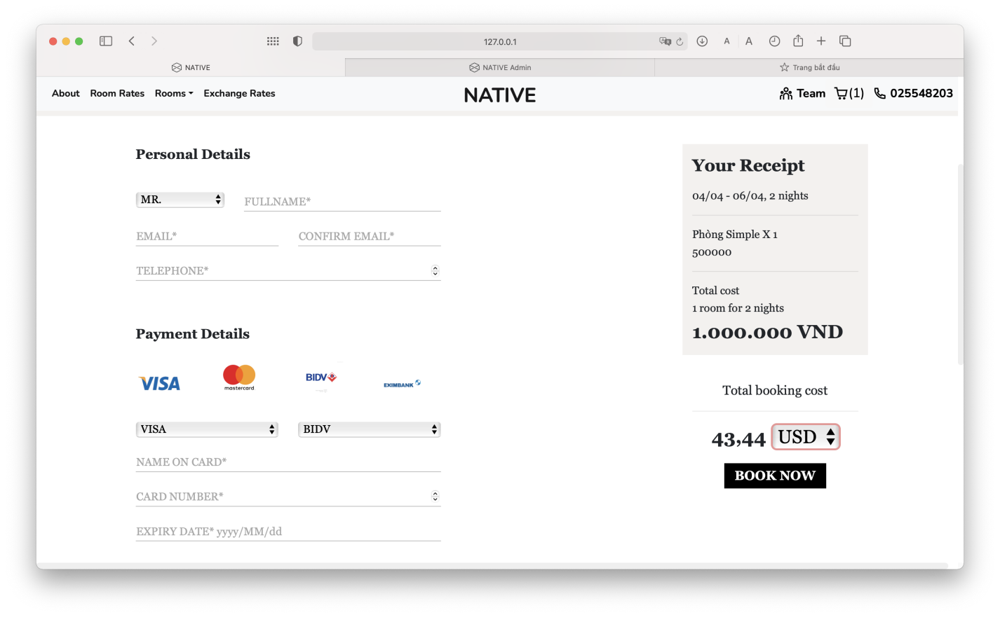 127.0.0.1
A A
NATIVE
NATIVE Admin
Trang bắt đầu
About Room Rates Rooms Exchange Rates
NATIVE
Team (1) 025548203
Personal Details
MR.
FULLNAME*
EMAIL*
CONFIRM EMAIL*
TELEPHONE*
Payment Details
VISA
mastercard
BIDV
EXIMBANK
VISA
BIDV
NAME ON CARD*
CARD NUMBER*
EXPIRY DATE* yyyy/MM/dd
Your Receipt
04/04 - 06/04, 2 nights
Phòng Simple X 1
500000
Total cost
1 room for 2 nights
1.000.000 VND
Total booking cost
43,44 USD
BOOK NOW